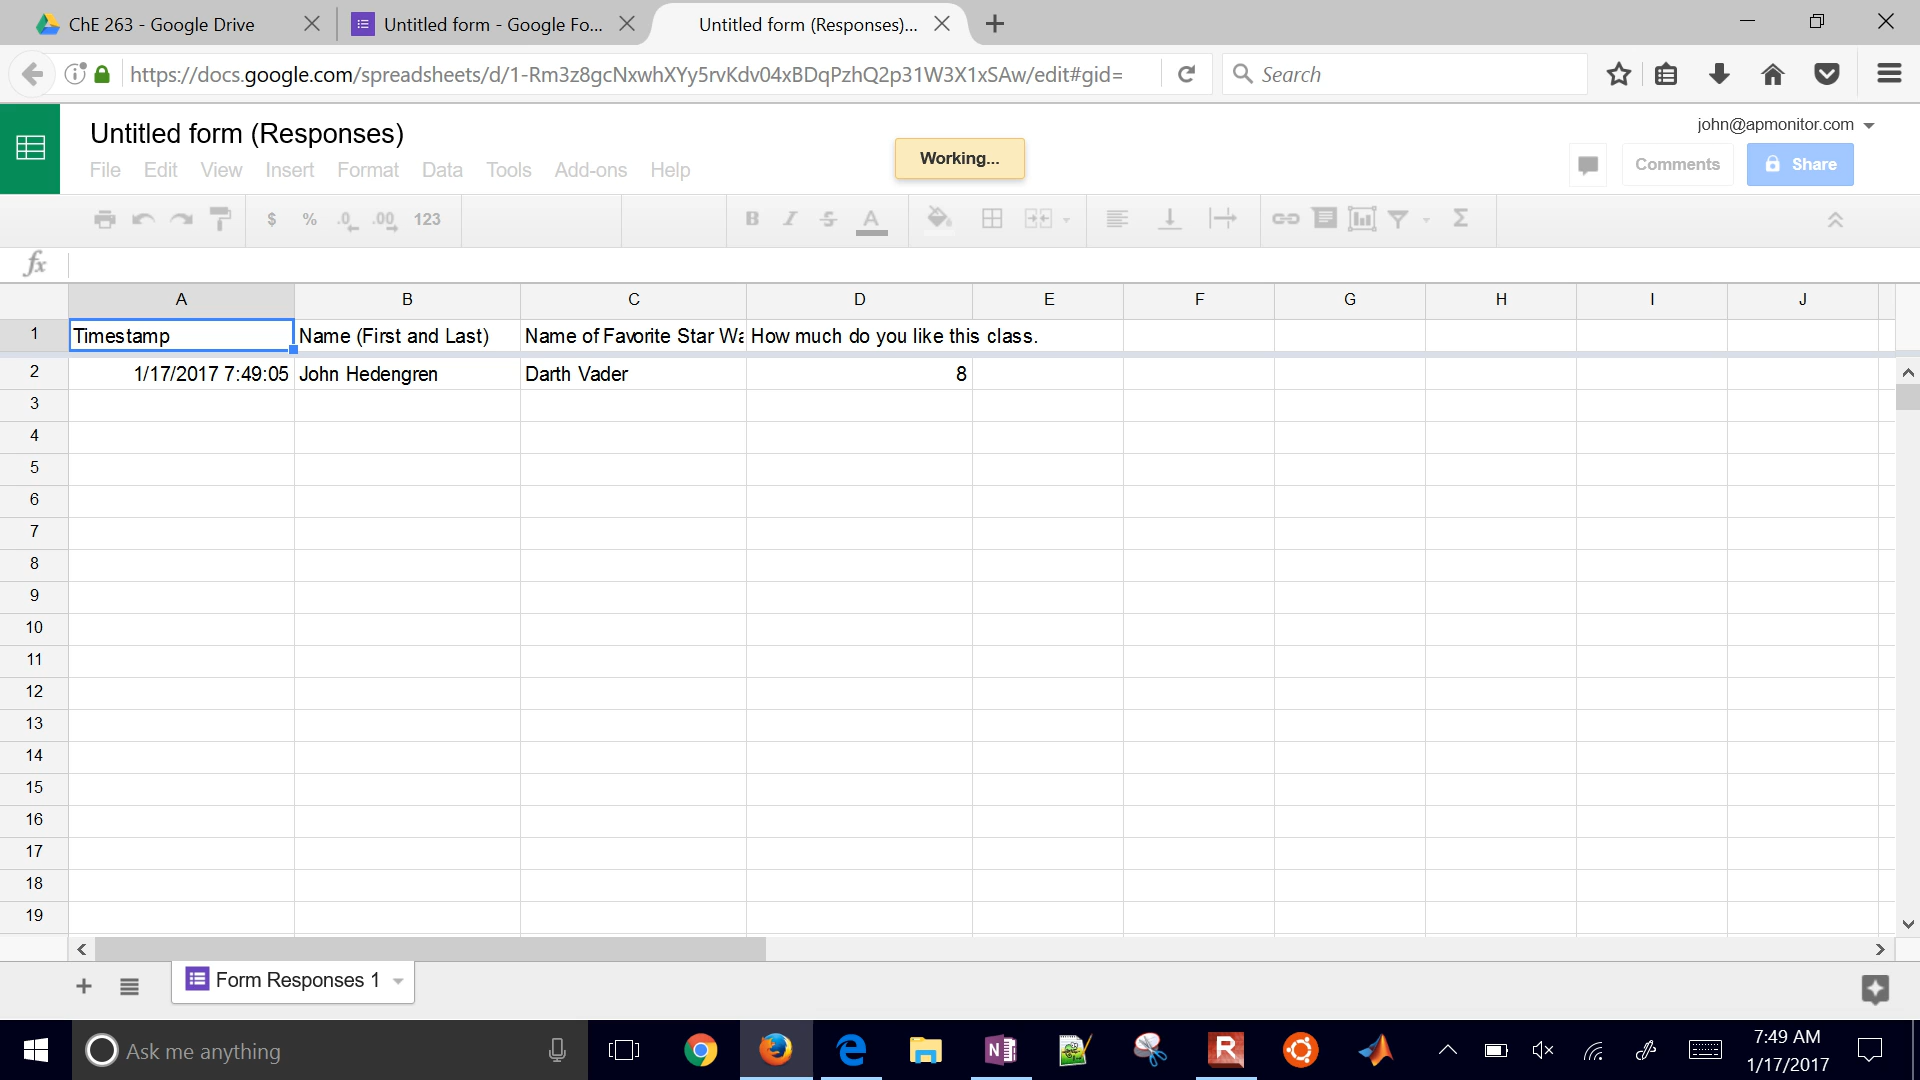 ChE 263 - Google Drive
Untitled form - Google Fo...
Untitled form (Responses)...
https://docs.google.com/spreadsheets/d/1-Rm3z8gcNxwhXYy5rvKdv04xBDqPzhQ2p31W3X1xSAw/edit#gid=
Search
Untitled form (Responses)
john@apmonitor.com
Working...
File Edit View Insert Format Data Tools Add-ons Help
Comments
Share
$ % .0 .00 123
B I S A
Σ
fx
A B C D E F G H I J
1 Timestamp Name (First and Last) Name of Favorite Star Wa How much do you like this class.
2 1/17/2017 7:49:05 John Hedengren Darth Vader 8
3
4
5
6
7
8
9
10
11
12
13
14
15
16
17
18
19
Form Responses 1
Ask me anything
N
R
7:49 AM
1/17/2017